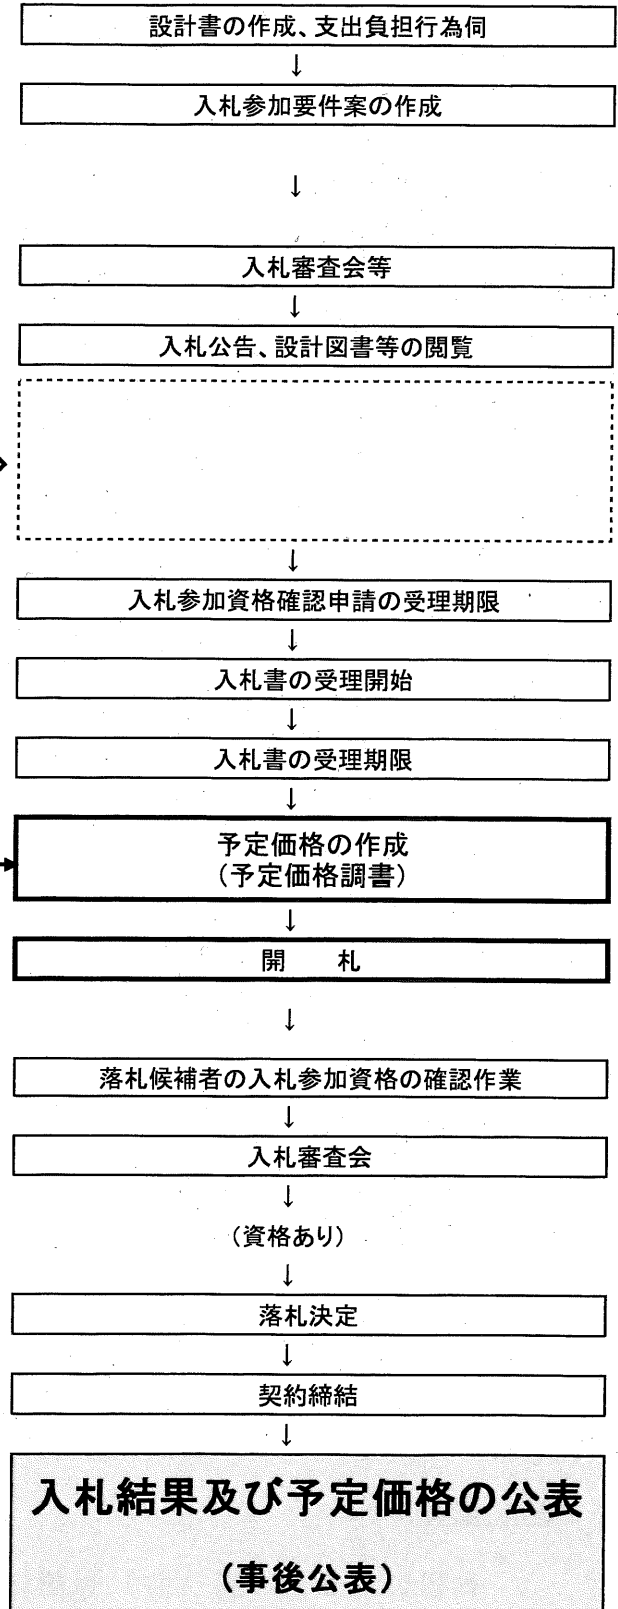 設計書の作成、支出負担行為伺
↓
入札参加要件案の作成
↓
入札審査会等
↓
入札公告、設計図書等の閲覧
↓
入札参加資格確認申請の受理期限
↓
入札書の受理開始
↓
入札書の受理期限
↓
予定価格の作成
(予定価格調書)
↓
開　　札
↓
落札候補者の入札参加資格の確認作業
↓
入札審査会
↓
(資格あり)
↓
落札決定
↓
契約締結
↓
入札結果及び予定価格の公表
(事後公表)